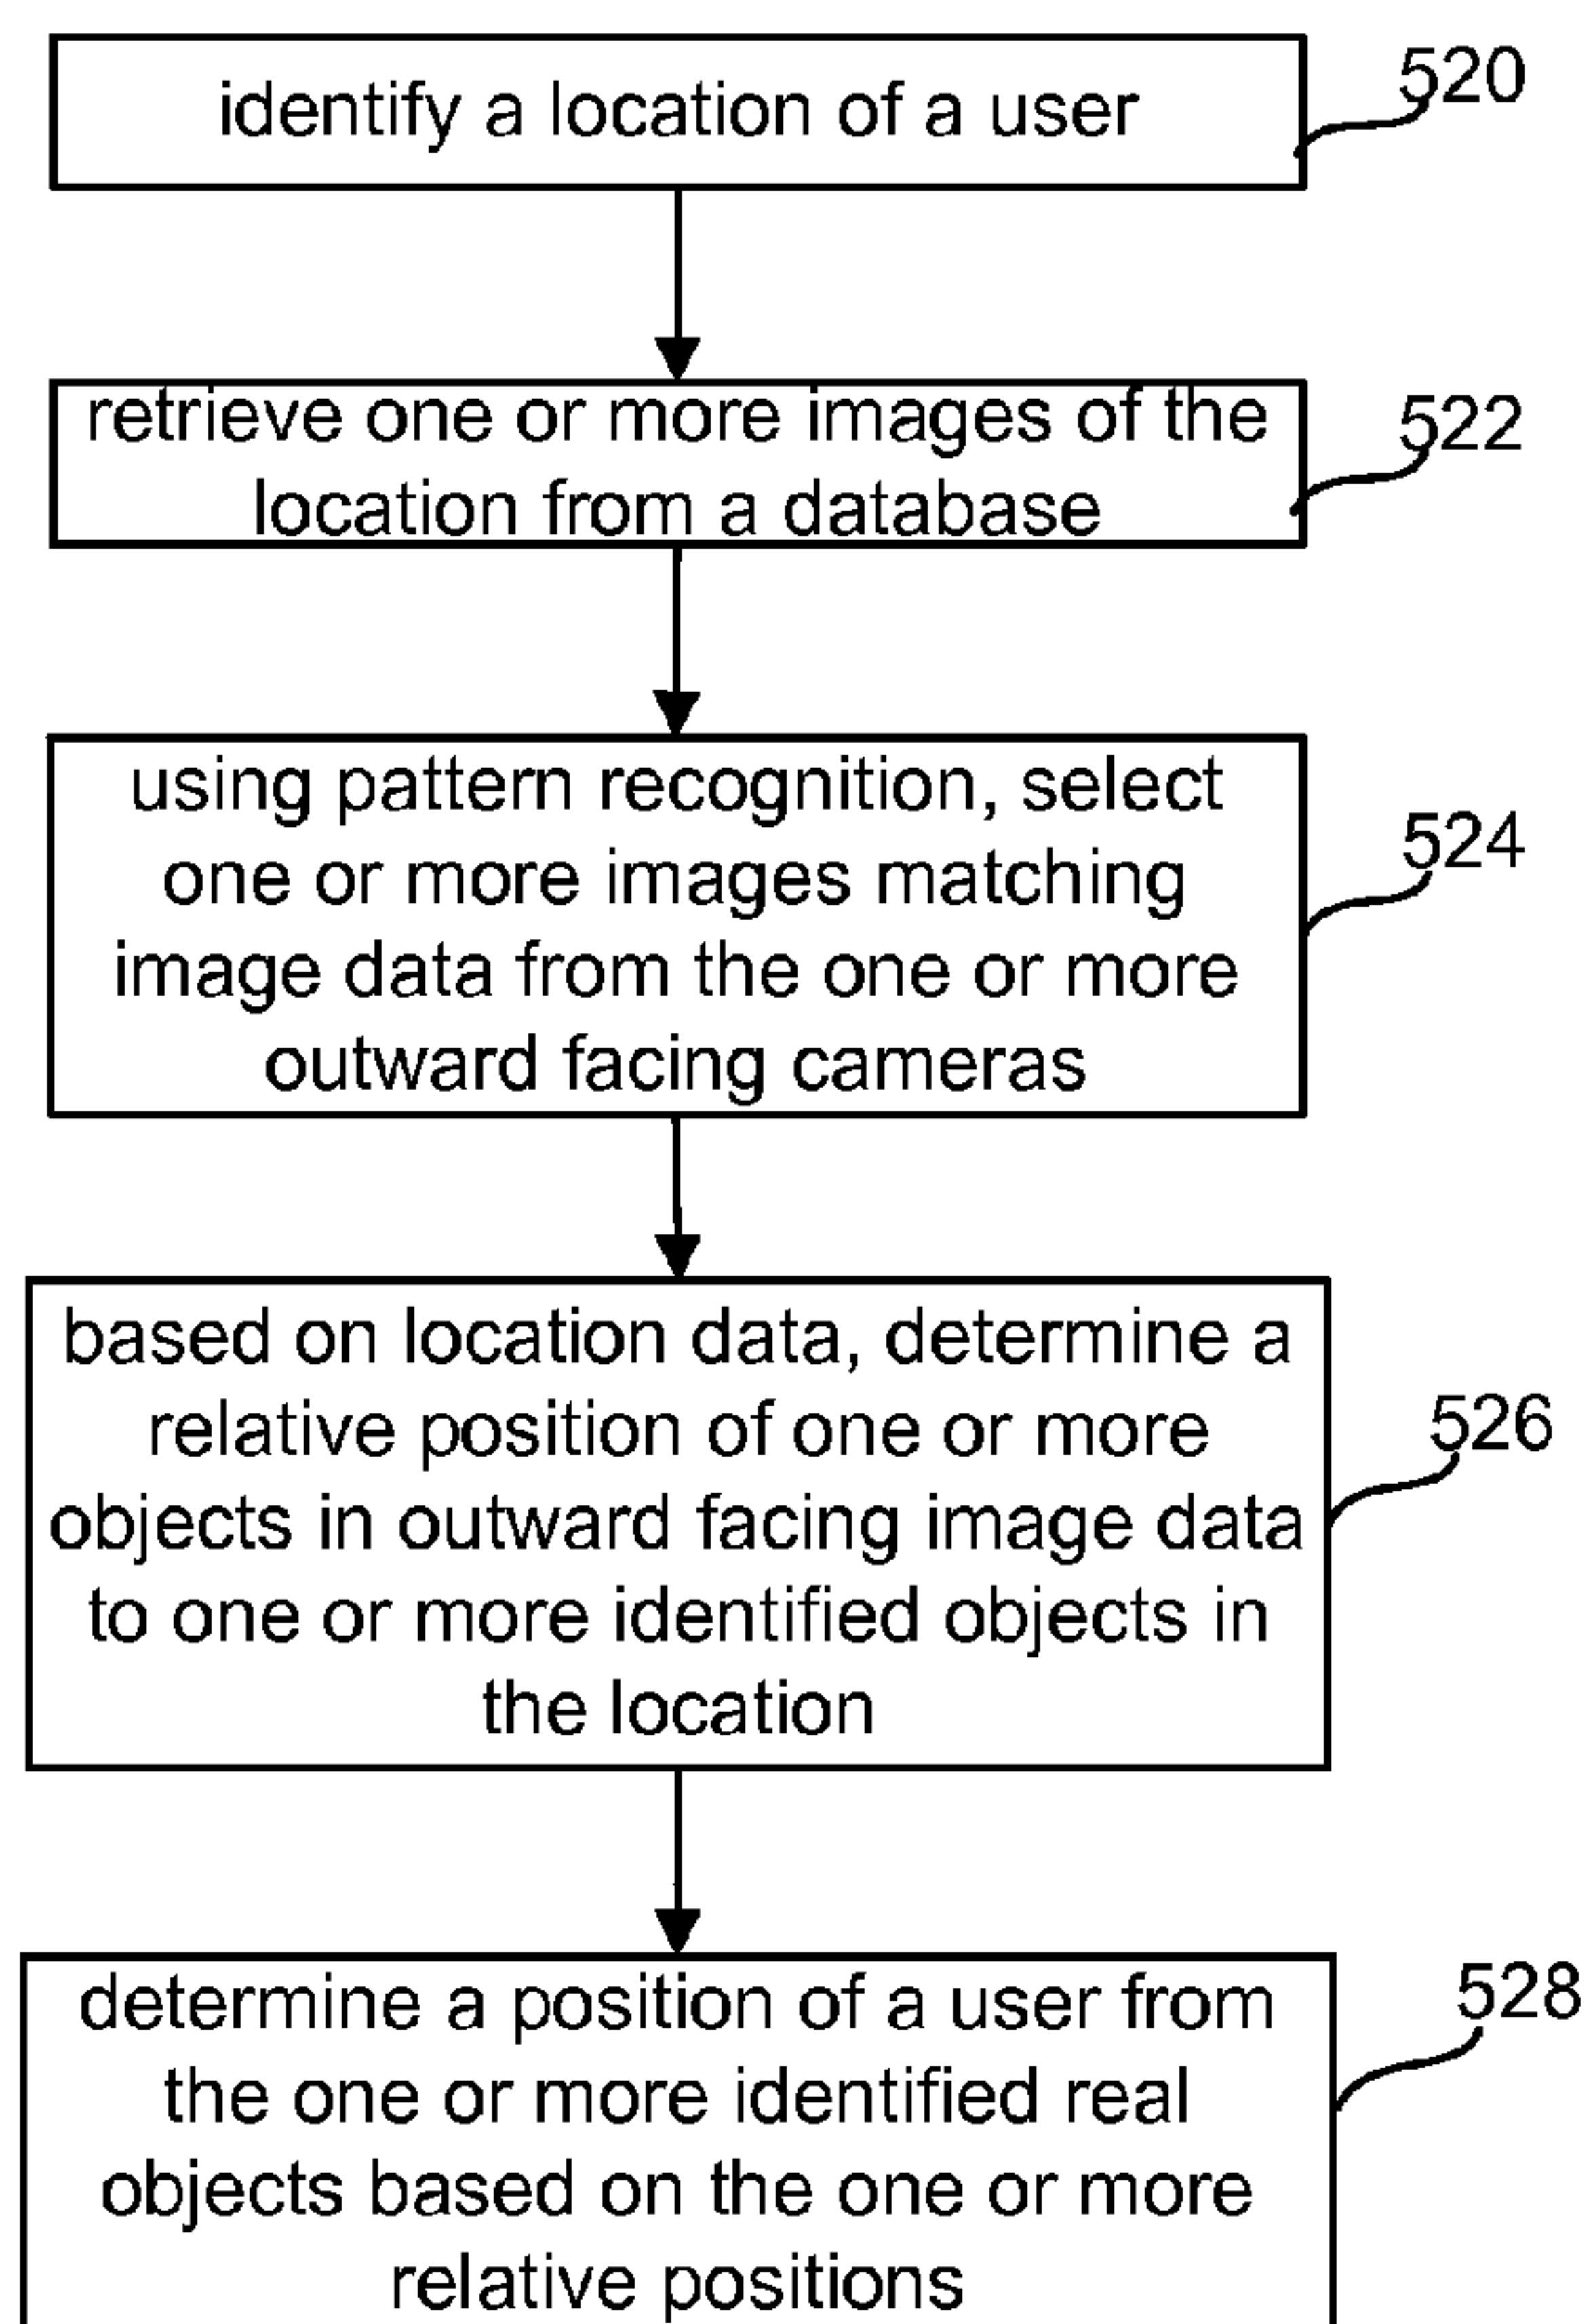 identify a location of a user
520
retrieve one or more images of the
location from a database
522
using pattern recognition, select
one or more images matching
image data from the one or more
outward facing cameras
524
based on location data, determine a
relative position of one or more
objects in outward facing image data
to one or more identified objects in
the location
526
determine a position of a user from
the one or more identified real
objects based on the one or more
relative positions
528